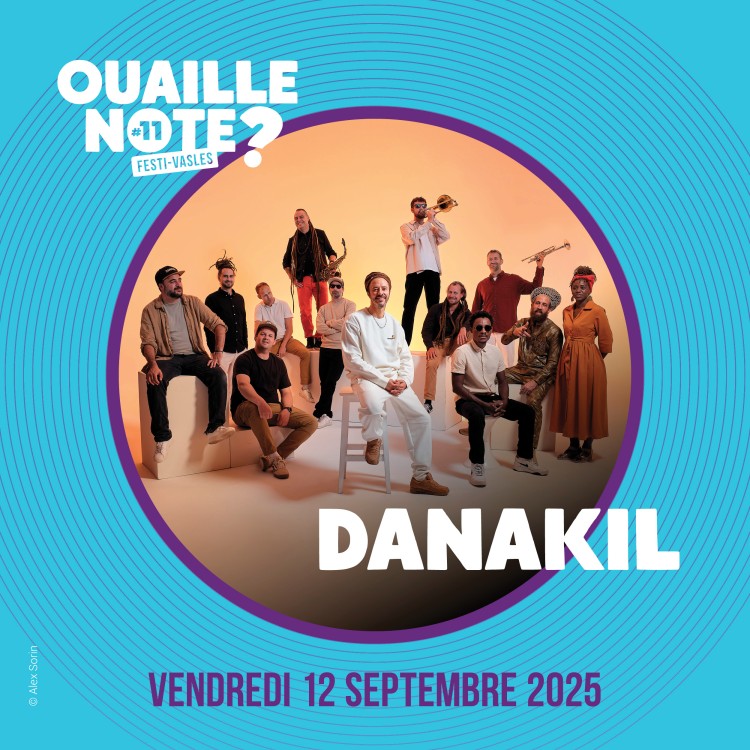 OUAILLE
NOTE?
#11
FESTI-VASLES
DANAKIL
© Alex Sorin
VENDREDI 12 SEPTEMBRE 2025